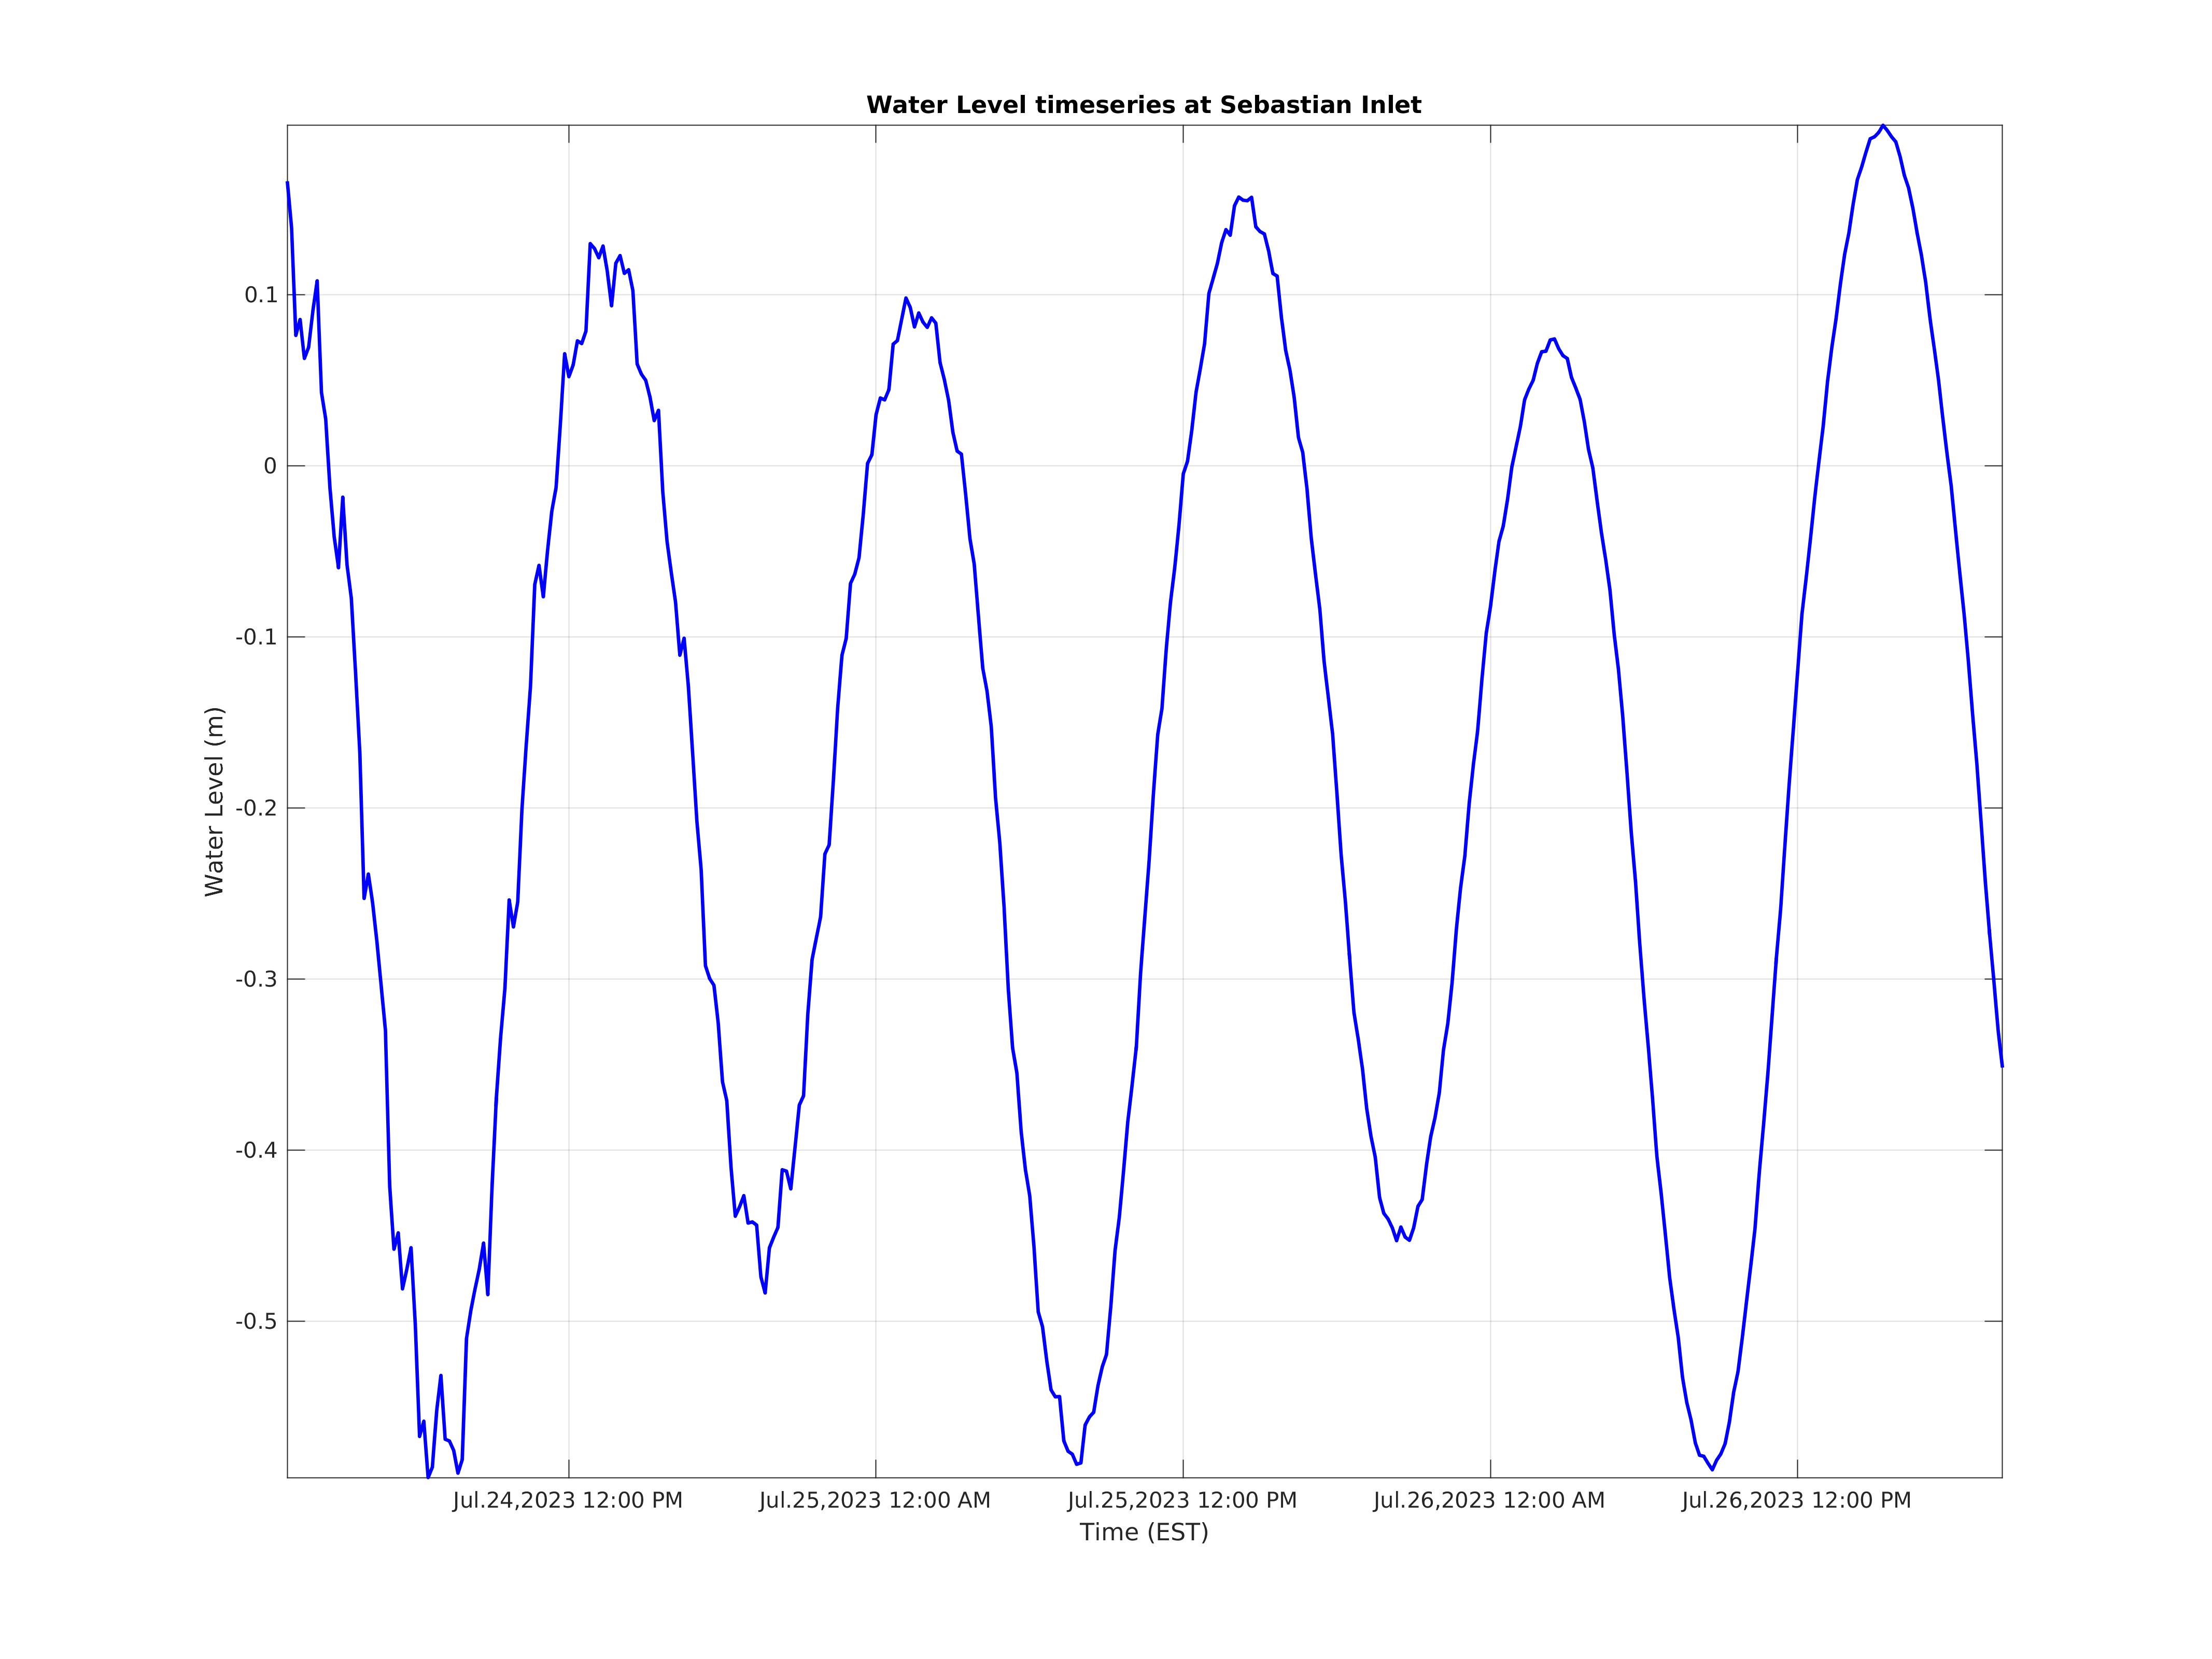 Water Level timeseries at Sebastian Inlet
0.1
0
-0.1
-0.2
-0.3
-0.4
-0.5
Water Level (m)
Jul.24,2023 12:00 PM Jul.25,2023 12:00 AM Jul.25,2023 12:00 PM Jul.26,2023 12:00 AM Jul.26,2023 12:00 PM
Time (EST)